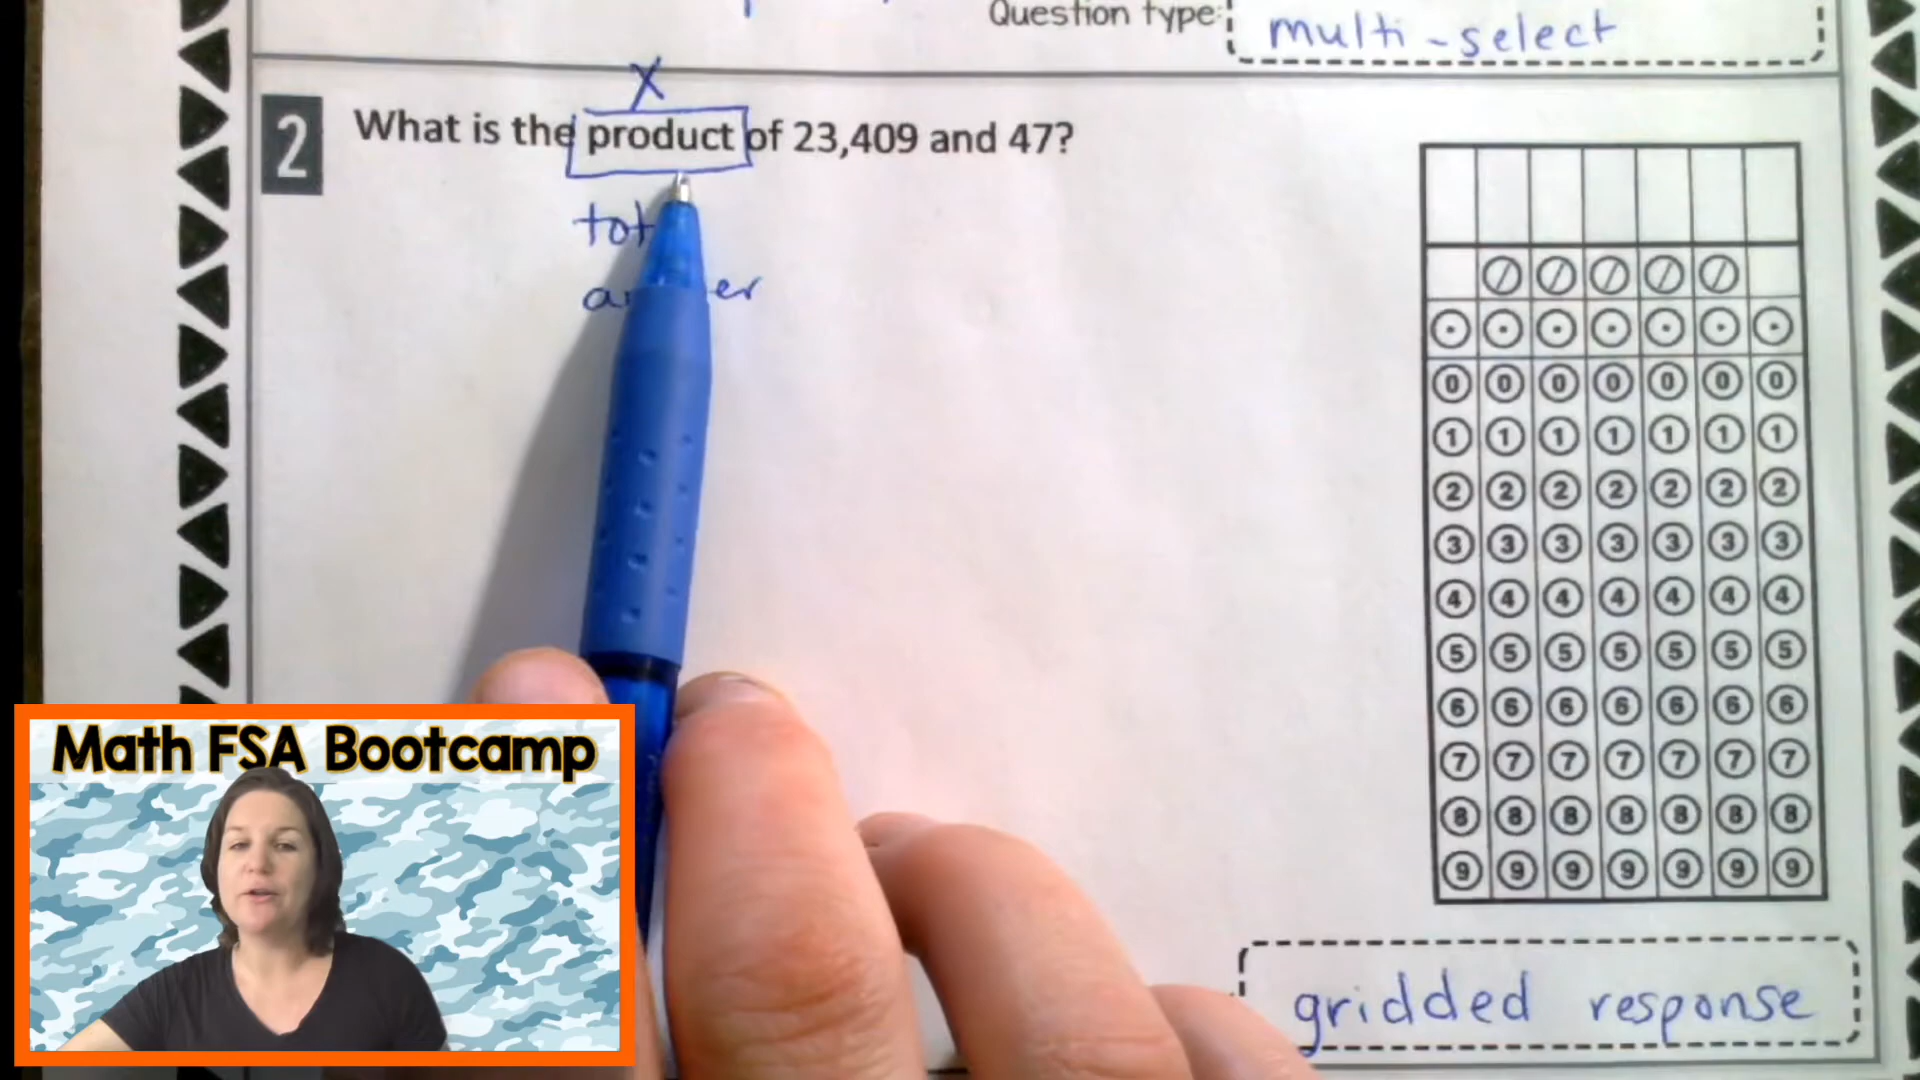 Question type:
multi-select
X
2 What is the product of 23,409 and 47?
0 0 0 0 0 0 0
1 1 1 1 1 1 1
2 2 2 2 2 2 2
3 3 3 3 3 3 3
4 4 4 4 4 4 4
5 5 5 5 5 5 5
6 6 6 6 6 6 6
7 7 7 7 7 7 7
8 8 8 8 8 8 8
9 9 9 9 9 9 9
Math FSA Bootcamp
gridded response